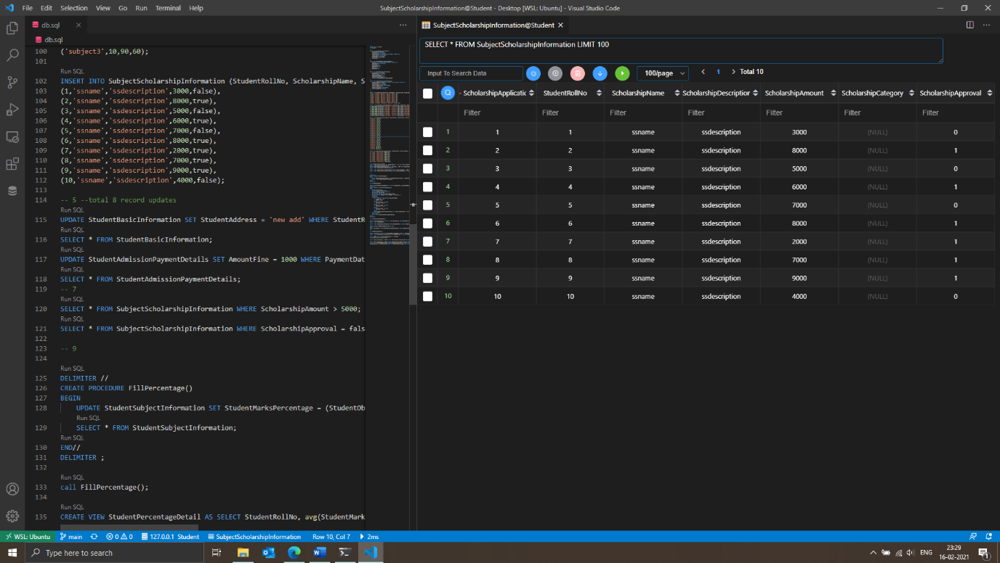 File Edit Selection View Go Run Terminal Help
SubjectScholarshipInformation@Student - Desktop [WSL: Ubuntu] - Visual Studio Code
db.sql
db.sql
100 ('subject3',10,90,60);
101
Run SQL
102 INSERT INTO SubjectScholarshipInformation (StudentRollNo, ScholarshipName, S
103 (1,'ssname','ssdescription',3000,false),
104 (2,'ssname','ssdescription',8000,true),
105 (3,'ssname','ssdescription',5000,false),
106 (4,'ssname','ssdescription',6000,true),
107 (5,'ssname','ssdescription',7000,false),
108 (6,'ssname','ssdescription',8000,true),
109 (7,'ssname','ssdescription',2000,true),
110 (8,'ssname','ssdescription',7000,true),
111 (9,'ssname','ssdescription',9000,true),
112 (10,'ssname','ssdescription',4000,false);
113
114 -- 5 --total 8 record updates
Run SQL
115 UPDATE StudentBasicInformation SET StudentAddress = 'new add' WHERE StudentR
Run SQL
116 SELECT * FROM StudentBasicInformation;
Run SQL
117 UPDATE StudentAdmissionPaymentDetails SET AmountFine = 1000 WHERE PaymentDat
Run SQL
118 SELECT * FROM StudentAdmissionPaymentDetails;
119 -- 7
Run SQL
120 SELECT * FROM SubjectScholarshipInformation WHERE ScholarshipAmount > 5000;
Run SQL
121 SELECT * FROM SubjectScholarshipInformation WHERE ScholarshipApproval = fals
122
123 -- 9
124
Run SQL
125 DELIMITER //
126 CREATE PROCEDURE FillPercentage()
127 BEGIN
128 UPDATE StudentSubjectInformation SET StudentMarksPercentage = (StudentOb
Run SQL
129 SELECT * FROM StudentSubjectInformation;
Run SQL
130 END//
131 DELIMITER ;
132
Run SQL
133 call FillPercentage();
134
Run SQL
135 CREATE VIEW StudentPercentageDetail AS SELECT StudentRollNo, avg(StudentMark
SubjectScholarshipInformation@Student
SELECT * FROM SubjectScholarshipInformation LIMIT 100
Input To Search Data 100/page 1 Total 10
ScholarshipApplicatic StudentRollNo ScholarshipName ScholarshipDescription ScholarshipAmount ScholarshipCategory ScholarshipApproval
Filter Filter Filter Filter Filter Filter Filter
1 1 1 ssname ssdescription 3000 (NULL) 0
2 2 2 ssname ssdescription 8000 (NULL) 1
3 3 3 ssname ssdescription 5000 (NULL) 0
4 4 4 ssname ssdescription 6000 (NULL) 1
5 5 5 ssname ssdescription 7000 (NULL) 0
6 6 6 ssname ssdescription 8000 (NULL) 1
7 7 7 ssname ssdescription 2000 (NULL) 1
8 8 8 ssname ssdescription 7000 (NULL) 1
9 9 9 ssname ssdescription 9000 (NULL) 1
10 10 10 ssname ssdescription 4000 (NULL) 0
WSL: Ubuntu main 0 0 127.0.0.1 Student SubjectScholarshipInformation Row 10, Col 7 2ms
Type here to search
ENG
23:29
16-02-2021
1